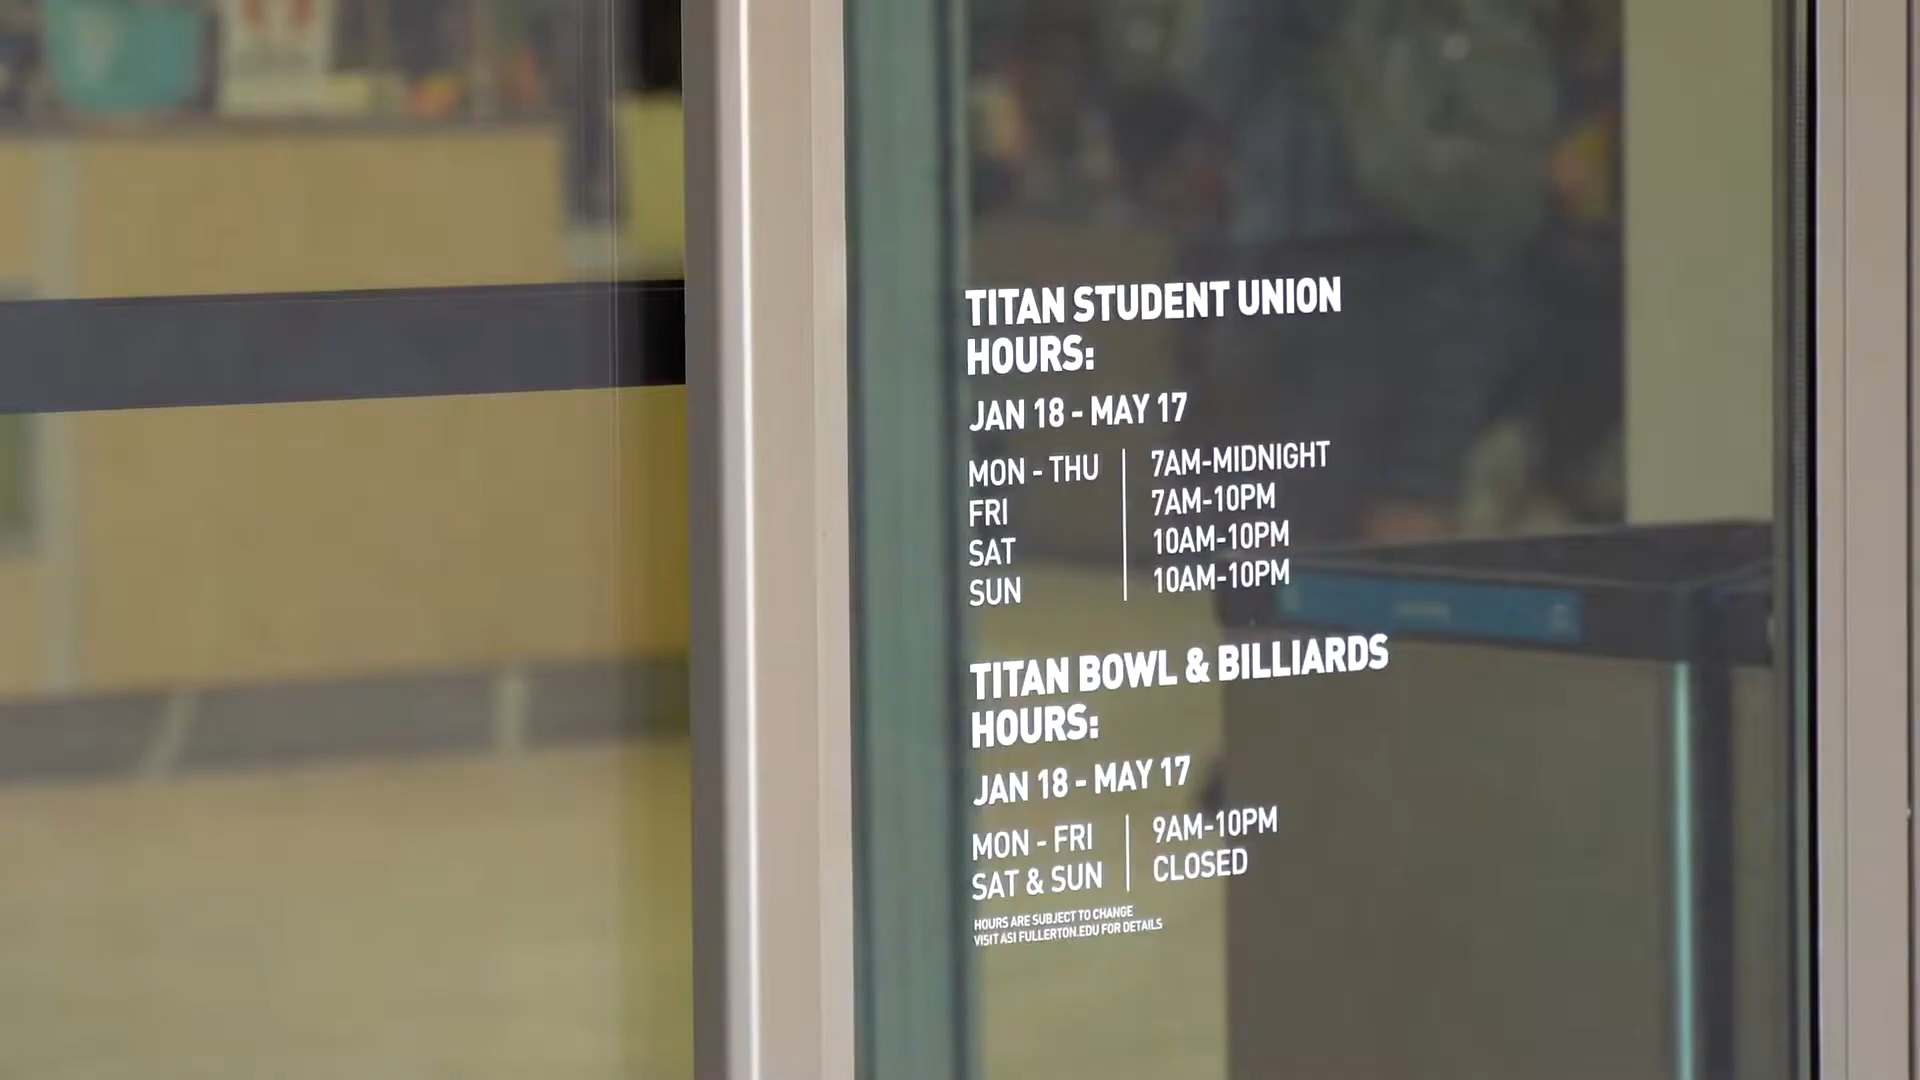 TITAN STUDENT UNION
HOURS:
JAN 18 - MAY 17
MON - THU 7AM-MIDNIGHT
FRI 7AM-10PM
SAT 10AM-10PM
SUN 10AM-10PM
TITAN BOWL & BILLIARDS
HOURS:
JAN 18 - MAY 17
MON - FRI 9AM-10PM
SAT & SUN CLOSED
HOURS ARE SUBJECT TO CHANGE
VISIT ASI FULLERTON.EDU FOR DETAILS